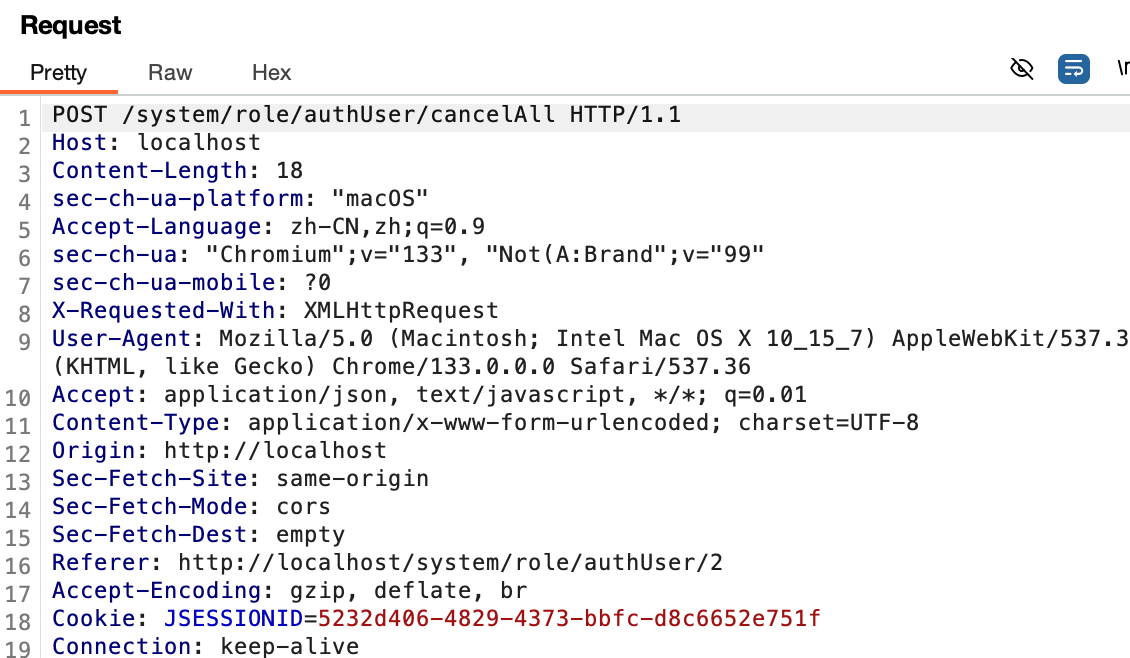 Request
Pretty Raw Hex
1 POST /system/role/authUser/cancelAll HTTP/1.1
2 Host: localhost
3 Content-Length: 18
4 sec-ch-ua-platform: "macOS"
5 Accept-Language: zh-CN,zh;q=0.9
6 sec-ch-ua: "Chromium";v="133", "Not(A:Brand";v="99"
7 sec-ch-ua-mobile: ?0
8 X-Requested-With: XMLHttpRequest
9 User-Agent: Mozilla/5.0 (Macintosh; Intel Mac OS X 10_15_7) AppleWebKit/537.3
(KHTML, like Gecko) Chrome/133.0.0.0 Safari/537.36
10 Accept: application/json, text/javascript, */*; q=0.01
11 Content-Type: application/x-www-form-urlencoded; charset=UTF-8
12 Origin: http://localhost
13 Sec-Fetch-Site: same-origin
14 Sec-Fetch-Mode: cors
15 Sec-Fetch-Dest: empty
16 Referer: http://localhost/system/role/authUser/2
17 Accept-Encoding: gzip, deflate, br
18 Cookie: JSESSIONID=5232d406-4829-4373-bbfc-d8c6652e751f
19 Connection: keep-alive